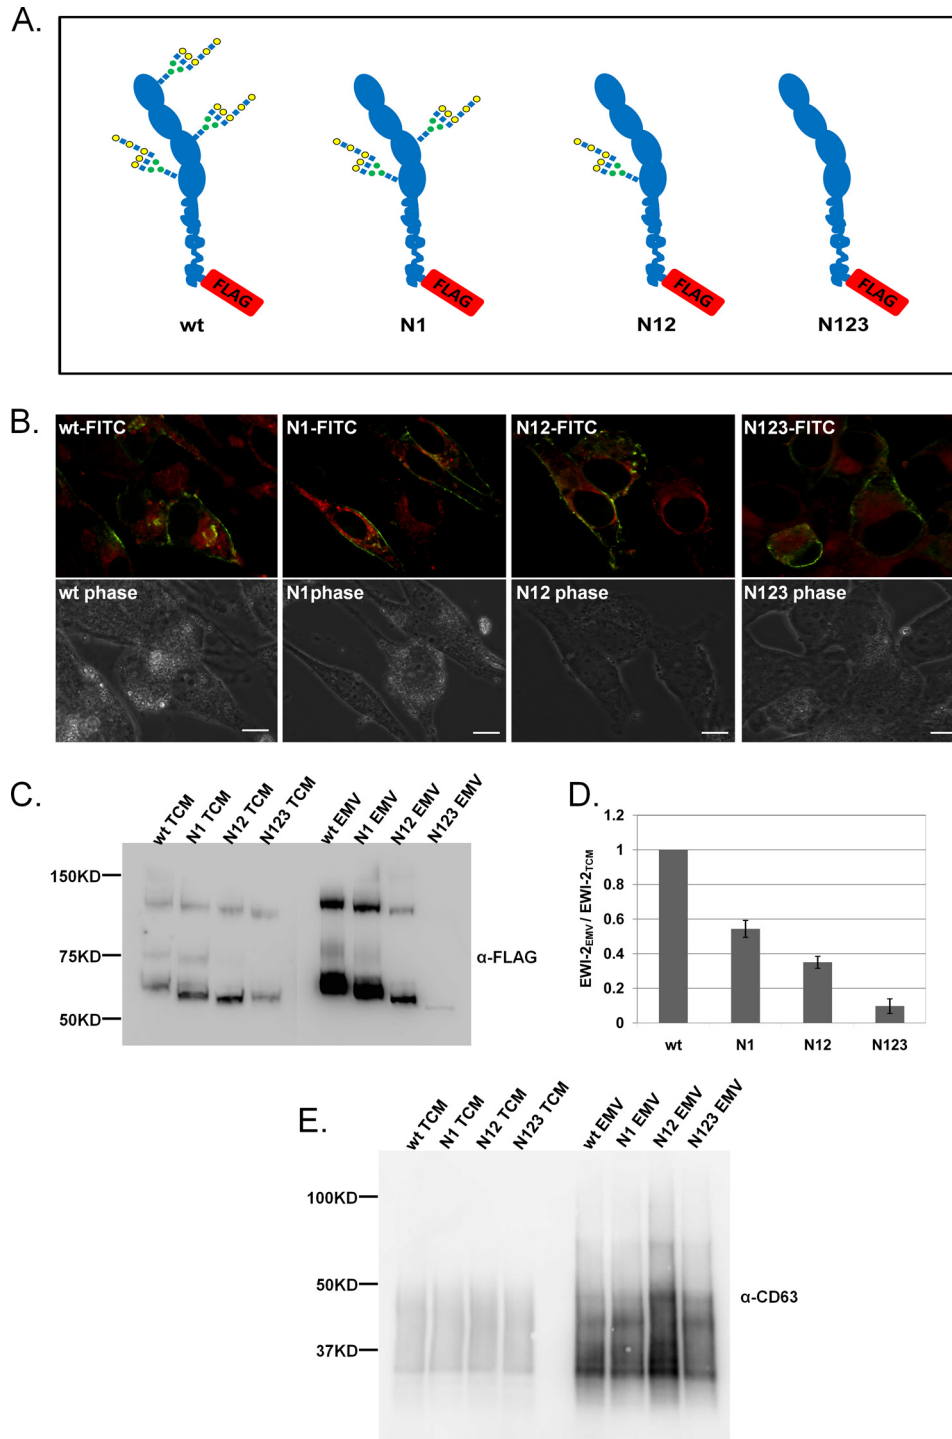 A.
FLAG FLAG FLAG FLAG
wt N1 N12 N123
B.
wt-FITC N1-FITC N12-FITC N123-FITC
wt phase N1phase N12 phase N123 phase
C.
wt TCM N1 TCM N12 TCM N123 TCM wt EMV N1 EMV N12 EMV N123 EMV
150KD
75KD
50KD
α-FLAG
D.
EWI-2EMV / EWI-2TCM
1.2
1
0.8
0.6
0.4
0.2
0
wt N1 N12 N123
E.
wt TCM N1 TCM N12 TCM N123 TCM wt EMV N1 EMV N12 EMV N123 EMV
100KD
50KD
37KD
α-CD63